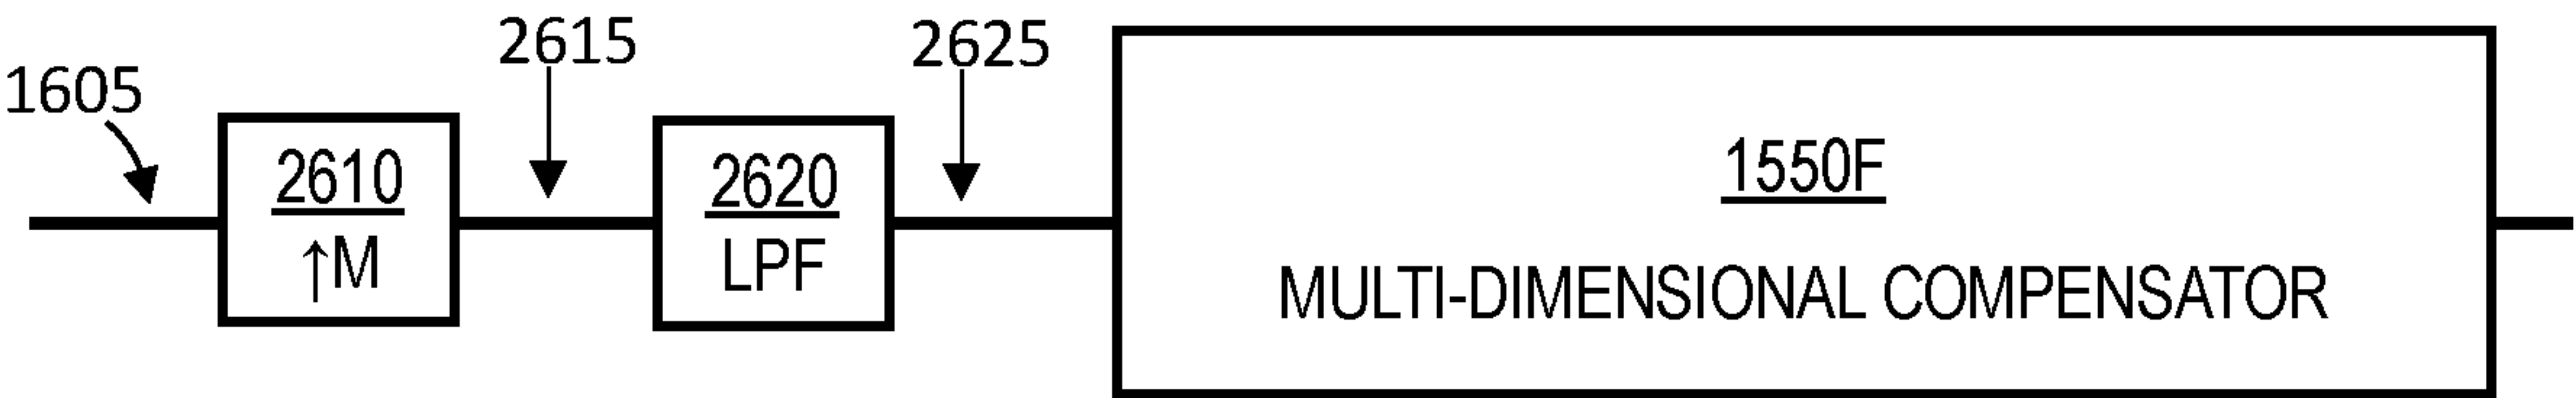 1605
2610
↑M
2615
2620
LPF
2625
1550F
MULTI-DIMENSIONAL COMPENSATOR